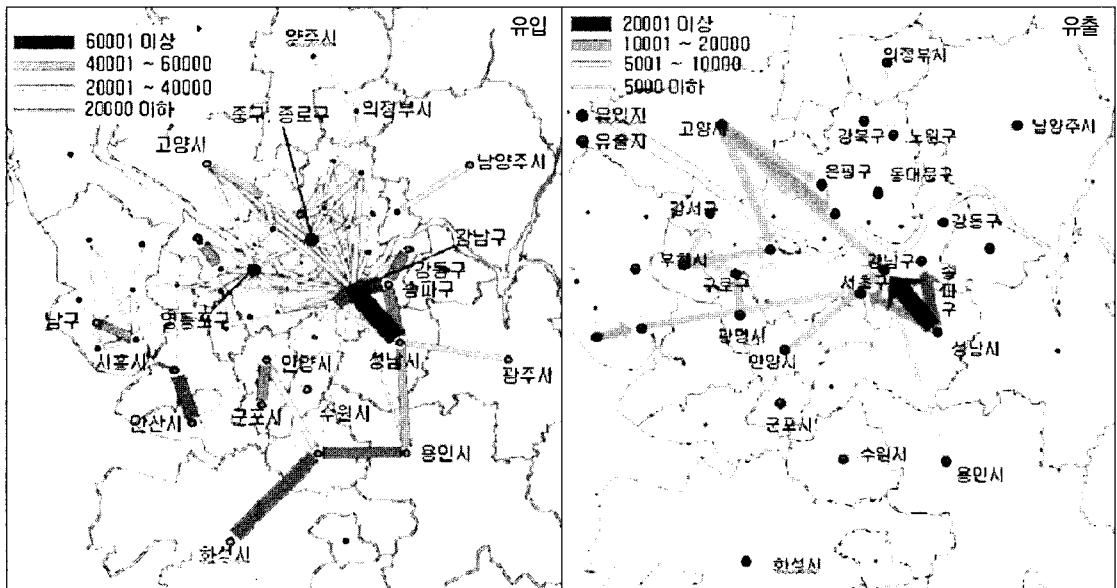 유입
60001 이상
40001 ~ 60000
20001 ~ 40000
20000 이하
양주시
중구, 종로구
의정부시
고양시
남양주시
강남구
강동구
송파구
영등포구
남구
시흥시
안양시
성남시
광주시
안산시
군포시
수원시
용인시
화성시
유출
20001 이상
10001 ~ 20000
5001 ~ 10000
5000 이하
유입지
유출지
의정부시
고양시
강북구
노원구
남양주시
은평구
동대문구
강서구
강동구
부천시
구로구
강남구
서초구
송파구
광명시
안양시
성남시
군포시
수원시
용인시
화성시